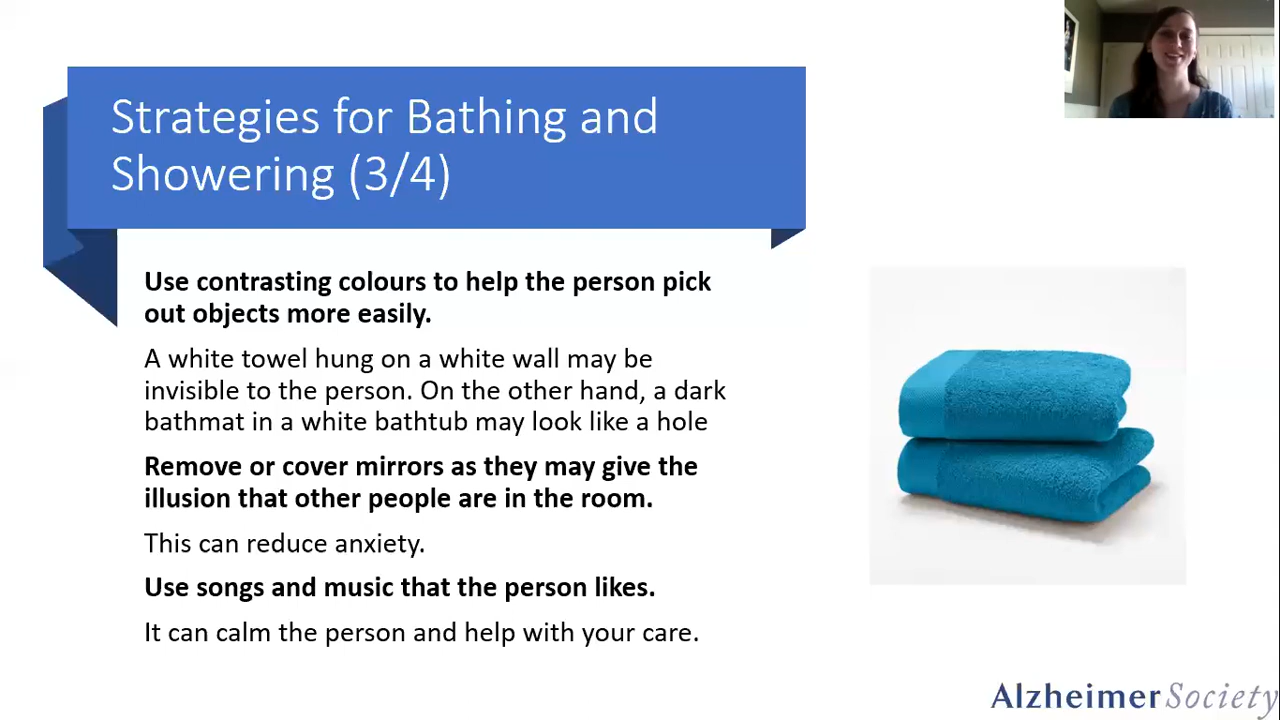 Strategies for Bathing and
Showering (3/4)
Use contrasting colours to help the person pick
out objects more easily.
A white towel hung on a white wall may be
invisible to the person. On the other hand, a dark
bathmat in a white bathtub may look like a hole
Remove or cover mirrors as they may give the
illusion that other people are in the room.
This can reduce anxiety.
Use songs and music that the person likes.
It can calm the person and help with your care.
AlzheimerSociety